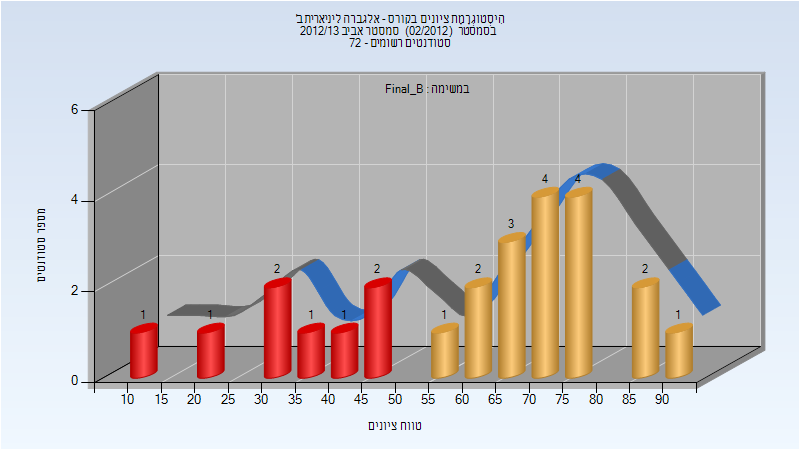 היסטוגרמת ציונים בקורס - אלגברה ליניארית ב'
בסמסטר (02/2012) סמסטר אביב 2012/13
סטודנטים רשומים - 72
במשימה : Final_B
מספר סטודנטים
6
4
2
0
1
1
2
1
1
2
1
2
3
4
4
2
1
10 15 20 25 30 35 40 45 50 55 60 65 70 75 80 85 90
טווח ציונים